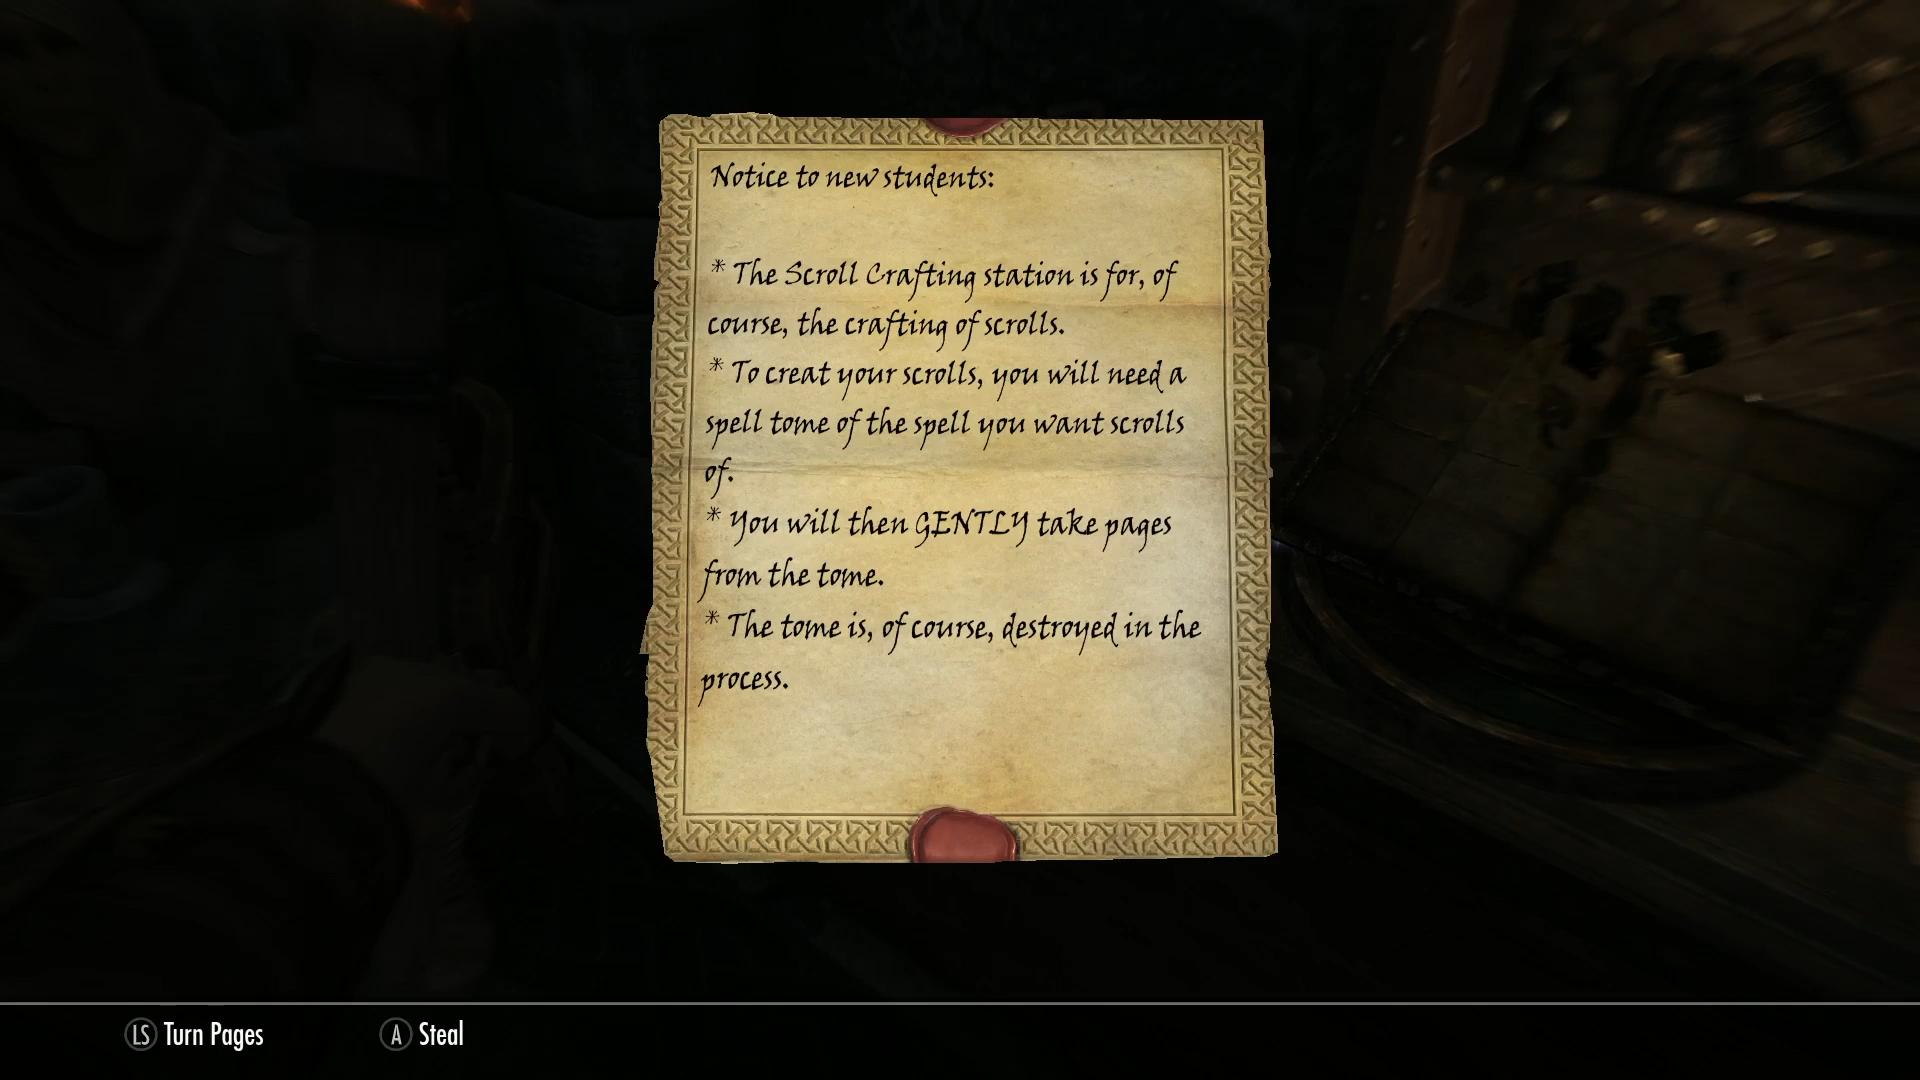 Notice to new students:
* The Scroll Crafting station is for, of
course, the crafting of scrolls.
* To creat your scrolls, you will need a
spell tome of the spell you want scrolls
of.
* You will then GENTLY take pages
from the tome.
* The tome is, of course, destroyed in the
process.
LS Turn Pages A Steal